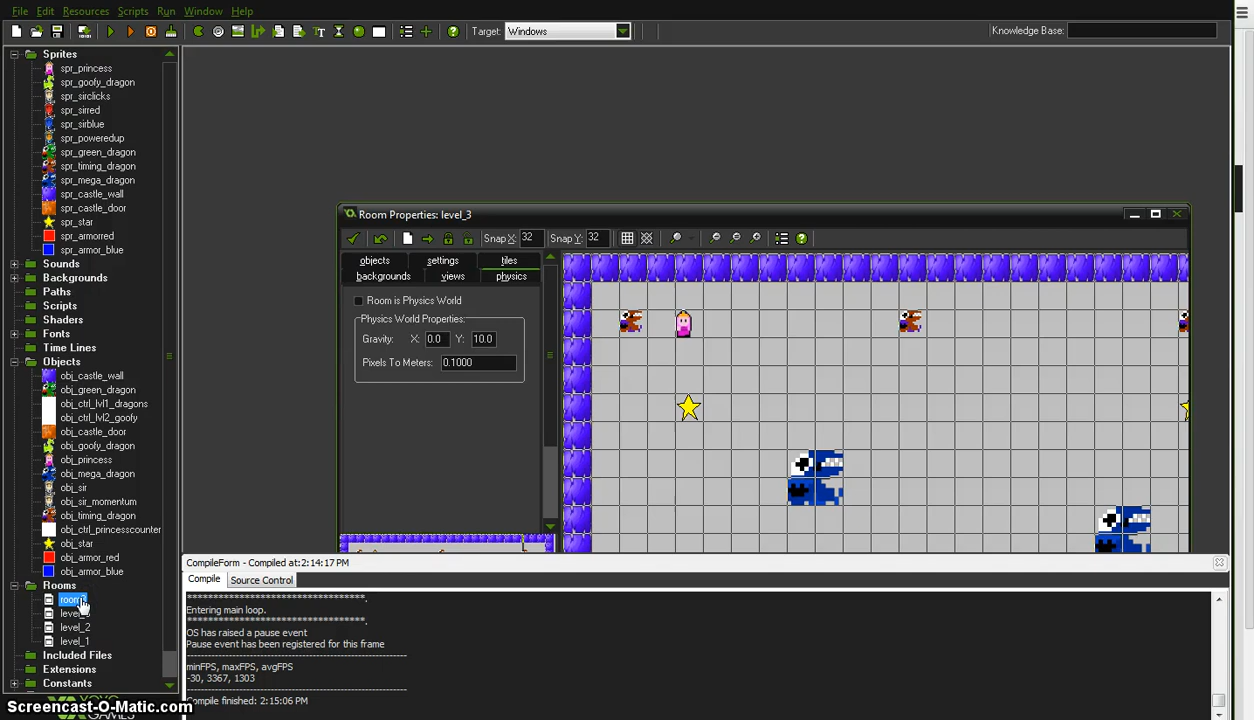 File Edit Resources Scripts Run Window Help
Target: Windows
Knowledge Base:
Sprites
spr_princess
spr_goofy_dragon
spr_sirclicks
spr_sirred
spr_sirblue
spr_poweredup
spr_green_dragon
spr_timing_dragon
spr_mega_dragon
spr_castle_wall
spr_castle_door
spr_star
spr_armorred
spr_armor_blue
Sounds
Backgrounds
Paths
Scripts
Shaders
Fonts
Time Lines
Objects
obj_castle_wall
obj_green_dragon
obj_ctrl_lvl1_dragons
obj_ctrl_lvl2_goofy
obj_castle_door
obj_goofy_dragon
obj_princess
obj_mega_dragon
obj_sir
obj_sir_momentum
obj_timing_dragon
obj_ctrl_princesscounter
obj_star
obj_armor_red
obj_armor_blue
Rooms
level_2
level_1
Included Files
Extensions
Constants
Room Properties: level_3
Snap X: 32 Snap Y: 32
objects settings tiles
backgrounds views physics
Room is Physics World
Physics World Properties:
Gravity: X: 0.0 Y: 10.0
Pixels To Meters: 0.1000
CompileForm - Compiled at:2:14:17 PM
Compile Source Control
***********************************.
Entering main loop.
***********************************.
OS has raised a pause event
Pause event has been registered for this frame
minFPS, maxFPS, avgFPS
-30, 3367, 1303
Compile finished: 2:15:06 PM
YOYO
GAMES
Screencast-O-Matic.com